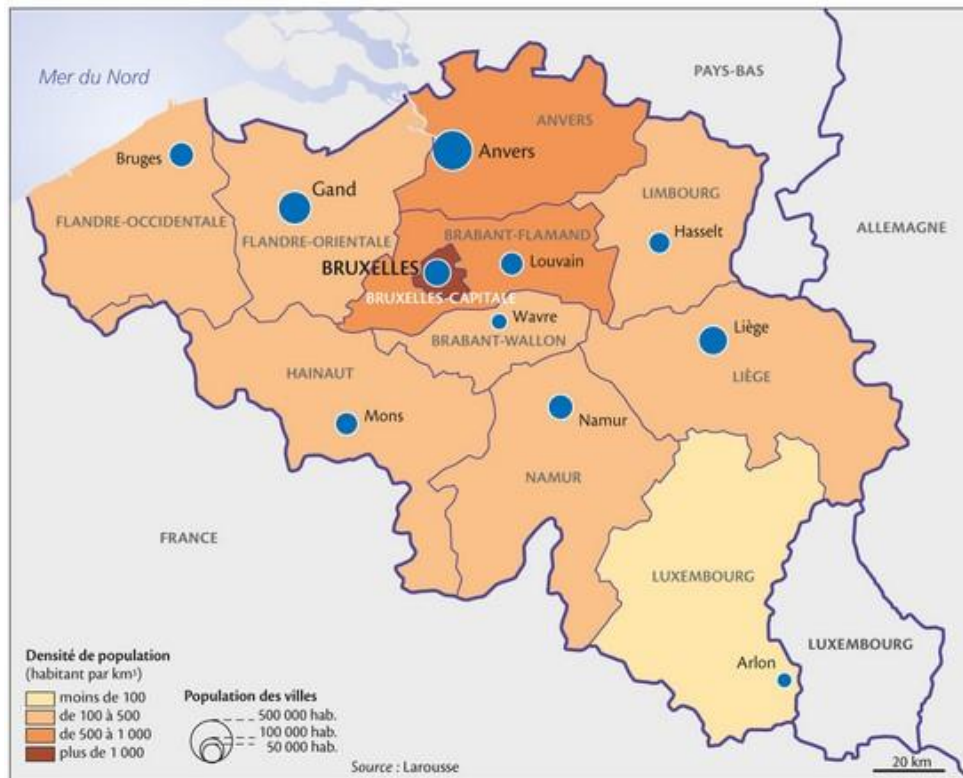 Mer du Nord
PAYS-BAS
ANVERS
Anvers
Bruges
Gand
LIMBOURG
FLANDRE-OCCIDENTALE
FLANDRE-ORIENTALE
BRABANT-FLAMAND
Hasselt
ALLEMAGNE
BRUXELLES
Louvain
BRUXELLES-CAPITALE
Wavre
BRABANT-WALLON
Liège
LIÈGE
HAINAUT
Mons
Namur
NAMUR
FRANCE
LUXEMBOURG
LUXEMBOURG
Arlon
Densité de population
(habitant par km²)
moins de 100
de 100 à 500
de 500 à 1 000
plus de 1 000
Population des villes
500 000 hab.
100 000 hab.
50 000 hab.
Source : Larousse
20 km